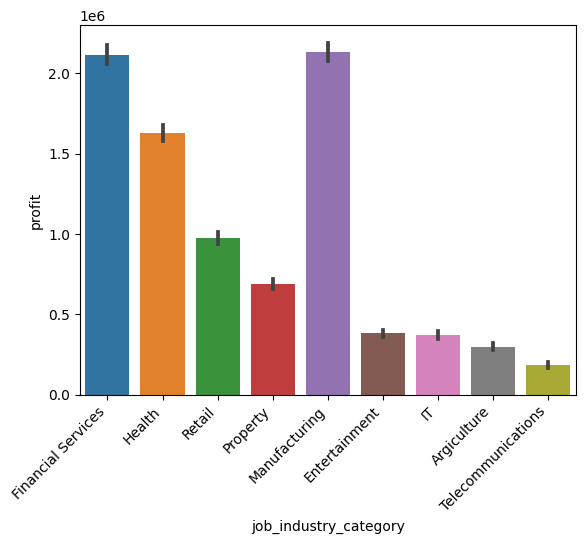 1e6
2.0
1.5
1.0
0.5
0.0
profit
Financial Services
Health
Retail
Property
Manufacturing
Entertainment
IT
Argiculture
Telecommunications
job_industry_category